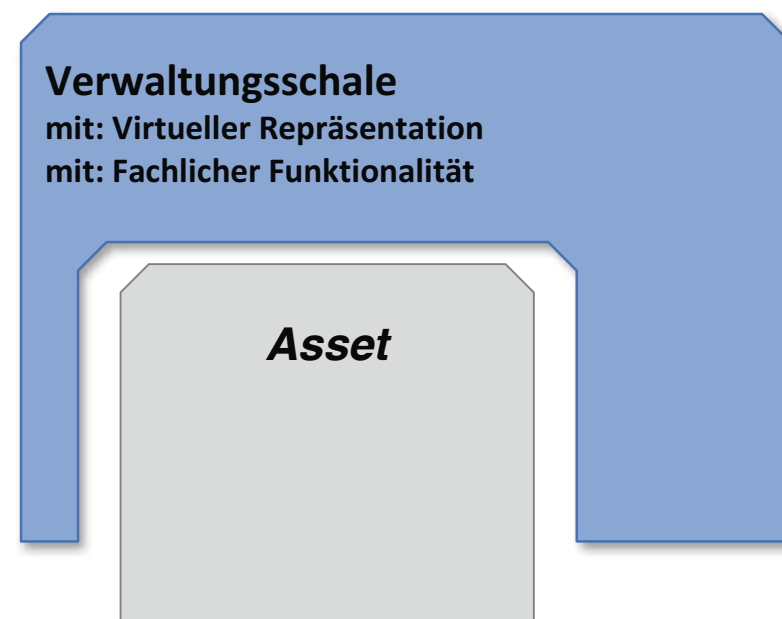 Verwaltungsschale
mit: Virtueller Repräsentation
mit: Fachlicher Funktionalität
Asset